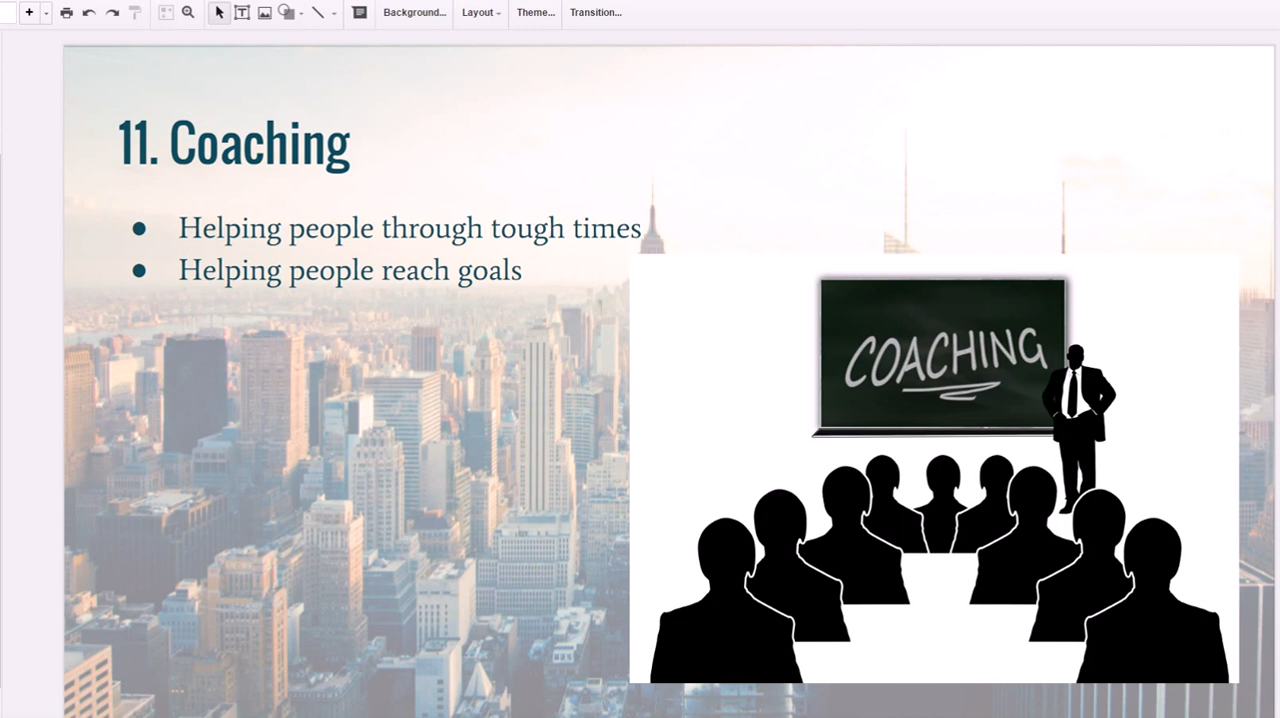 Background... Layout Theme... Transition...
11. Coaching
● Helping people through tough times
● Helping people reach goals
COACHING